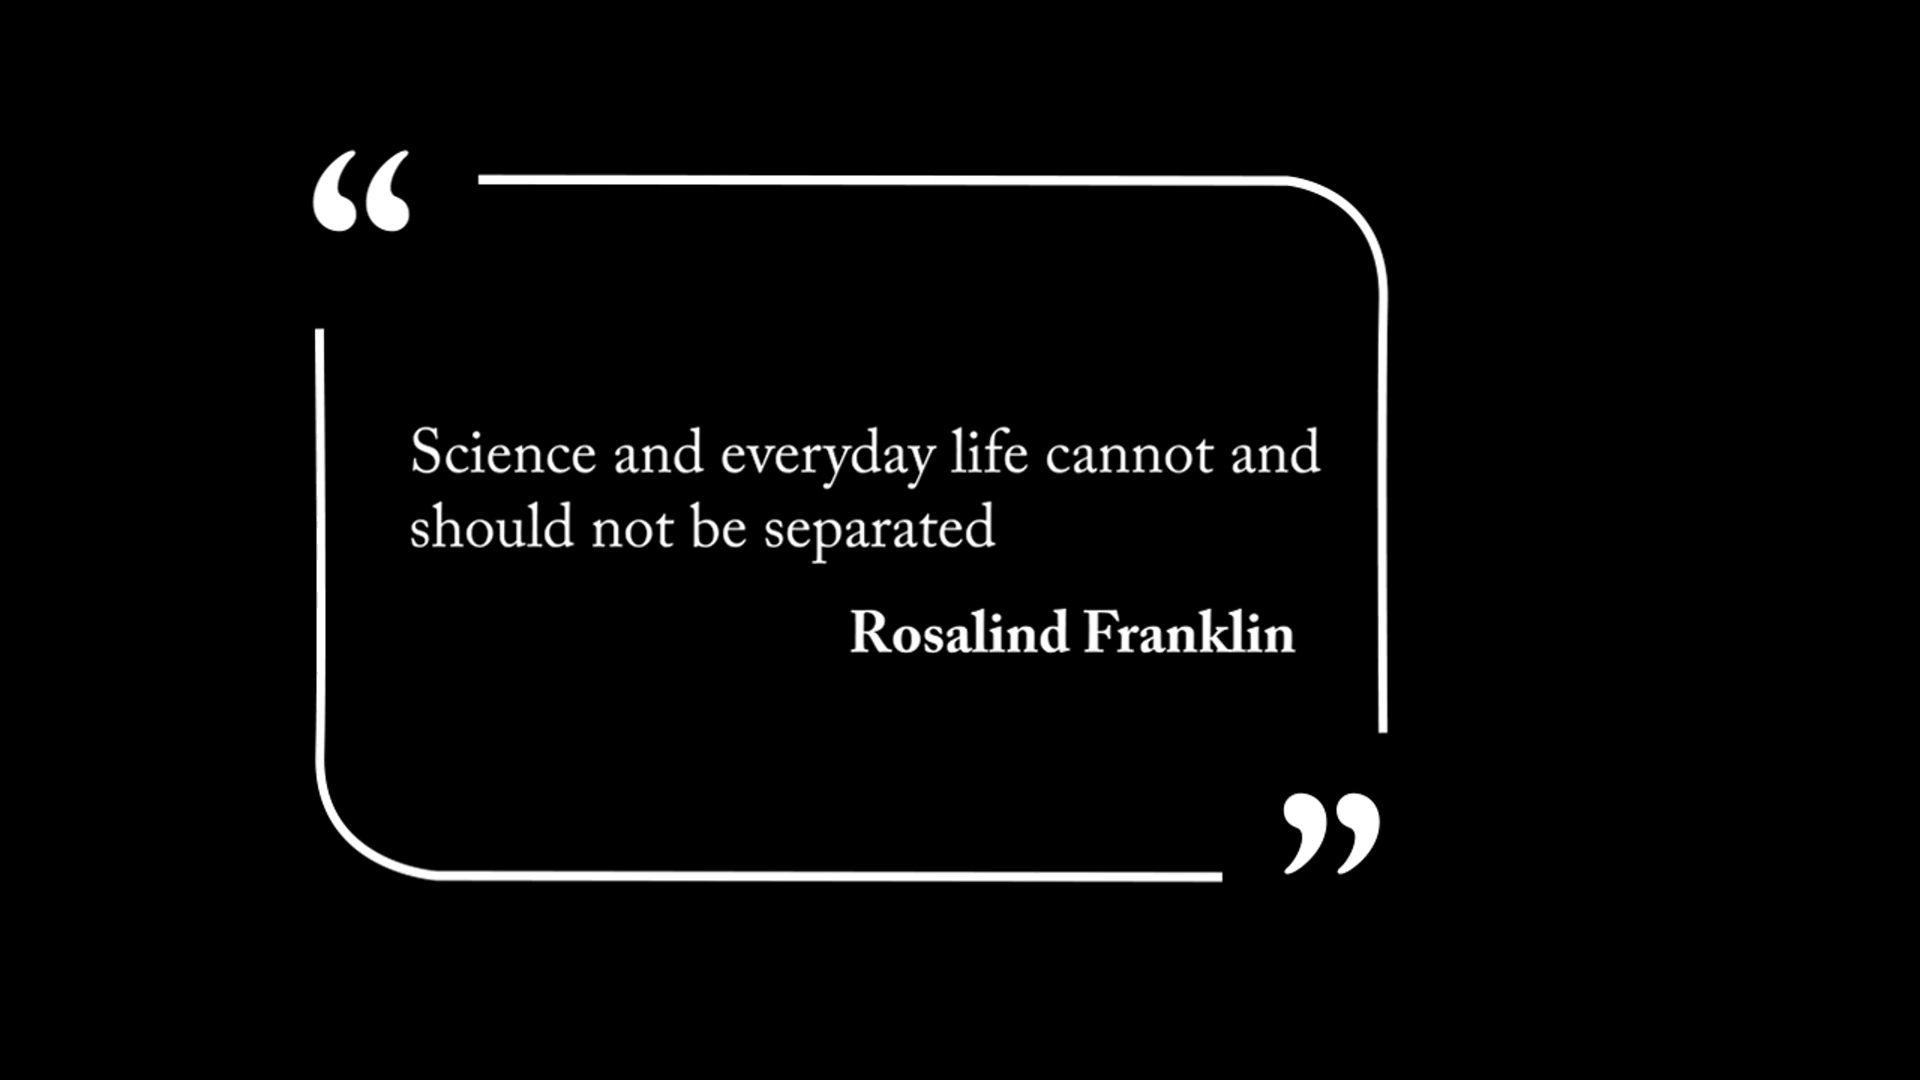 “
Science and everyday life cannot and
should not be separated
Rosalind Franklin
”